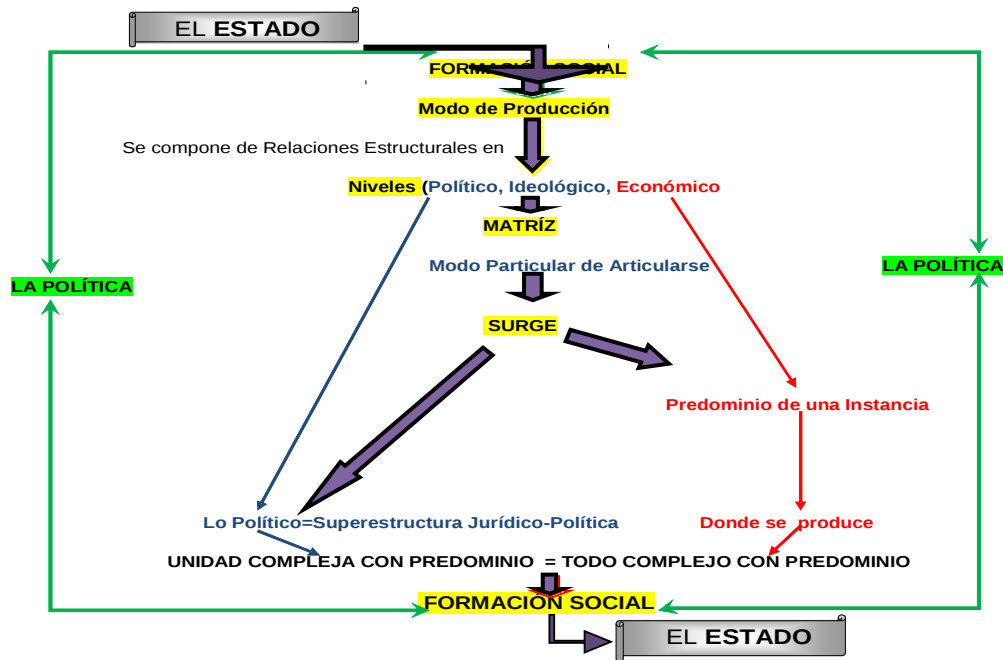 EL ESTADO
FORMACIÓN SOCIAL
Modo de Producción
Se compone de Relaciones Estructurales en
Niveles (Político, Ideológico, Económico
MATRÍZ
Modo Particular de Articularse
LA POLÍTICA
LA POLÍTICA
SURGE
Predominio de una Instancia
Lo Político=Superestructura Jurídico-Política
Donde se produce
UNIDAD COMPLEJA CON PREDOMINIO = TODO COMPLEJO CON PREDOMINIO
FORMACIÓN SOCIAL
EL ESTADO